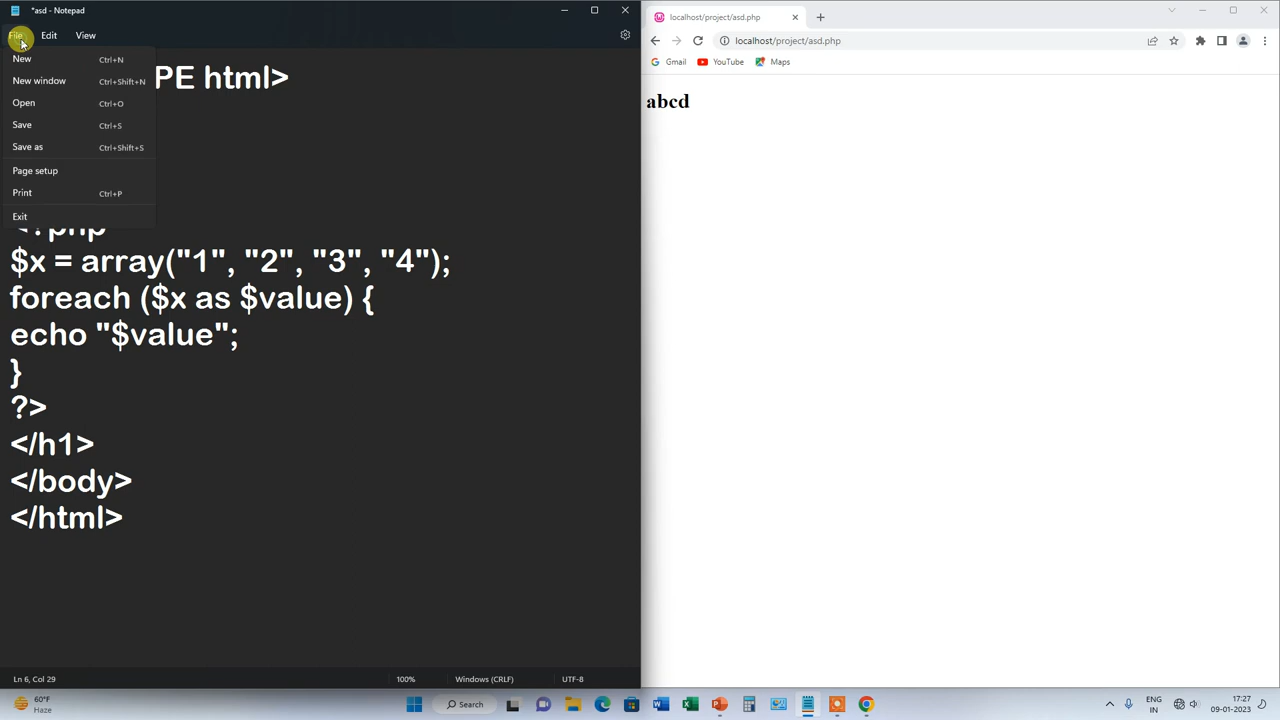 *asd - Notepad
File Edit View
New Ctrl+N
New window Ctrl+Shift+N
Open Ctrl+O
Save Ctrl+S
Save as Ctrl+Shift+S
Page setup
Print Ctrl+P
Exit
PE html>
<?php
$x = array("1", "2", "3", "4");
foreach ($x as $value) {
echo "$value";
}
?>
</h1>
</body>
</html>
Ln 6, Col 29 100% Windows (CRLF) UTF-8
localhost/project/asd.php
localhost/project/asd.php
Gmail YouTube Maps
abcd
60°F
Haze
Search
ENG
IN
17:27
09-01-2023